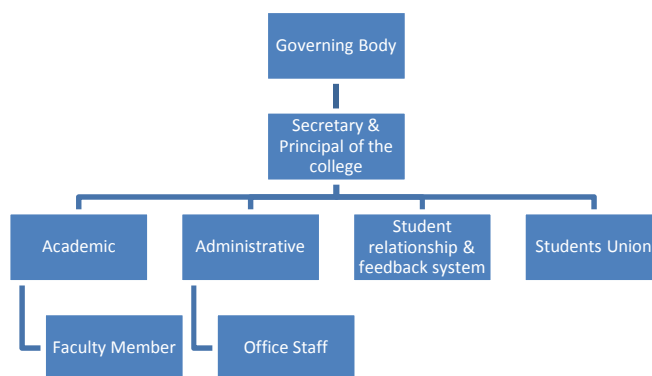 Governing Body
Secretary &
Principal of the
college
Academic
Administrative
Student
relationship &
feedback system
Students Union
Faculty Member
Office Staff